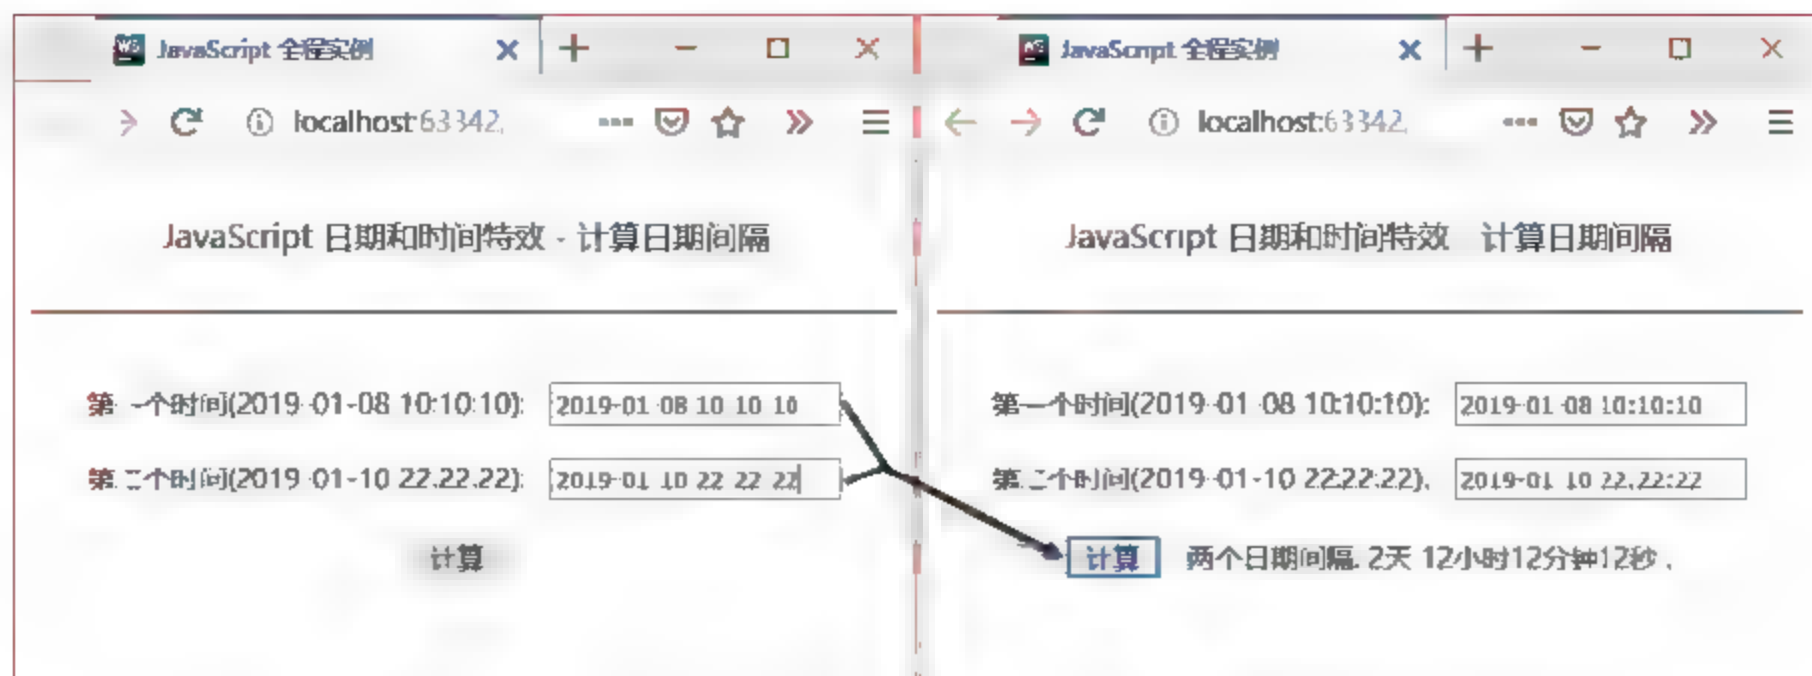 JavaScript 全程实例
localhost:63342
JavaScript 日期和时间特效 - 计算日期间隔
第一个时间(2019-01-08 10:10:10): 2019-01-08 10:10:10
第二个时间(2019-01-10 22:22:22): 2019-01-10 22:22:22
计算
JavaScript 全程实例
localhost:63342
JavaScript 日期和时间特效 - 计算日期间隔
第一个时间(2019-01-08 10:10:10): 2019-01-08 10:10:10
第二个时间(2019-01-10 22:22:22): 2019-01-10 22:22:22
计算 两个日期间隔: 2天 12小时12分钟12秒 .